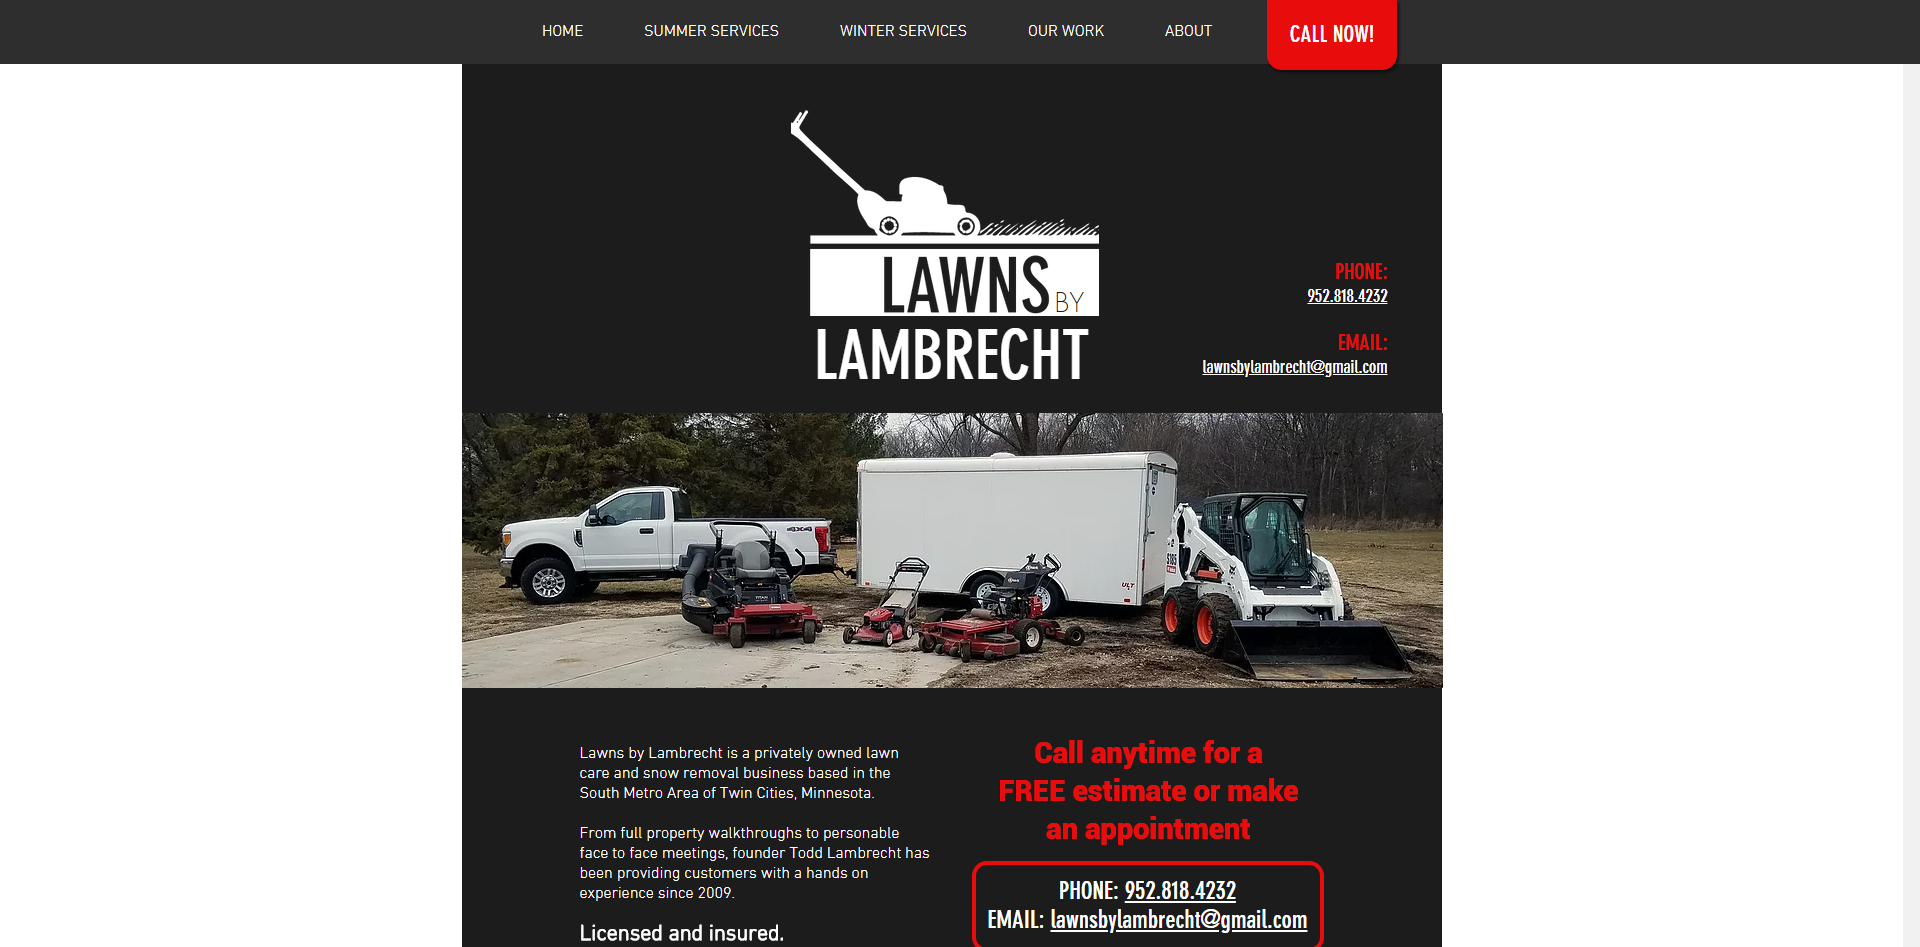 HOME SUMMER SERVICES WINTER SERVICES OUR WORK ABOUT CALL NOW!
LAWNS BY
LAMBRECHT
PHONE:
952.818.4232
EMAIL:
lawnsbylambrecht@gmail.com
4X4
S185
ULT
TITAN
Lawns by Lambrecht is a privately owned lawn
care and snow removal business based in the
South Metro Area of Twin Cities, Minnesota.
From full property walkthroughs to personable
face to face meetings, founder Todd Lambrecht has
been providing customers with a hands on
experience since 2009.
Licensed and insured.
Call anytime for a
FREE estimate or make
an appointment
PHONE: 952.818.4232
EMAIL: lawnsbylambrecht@gmail.com